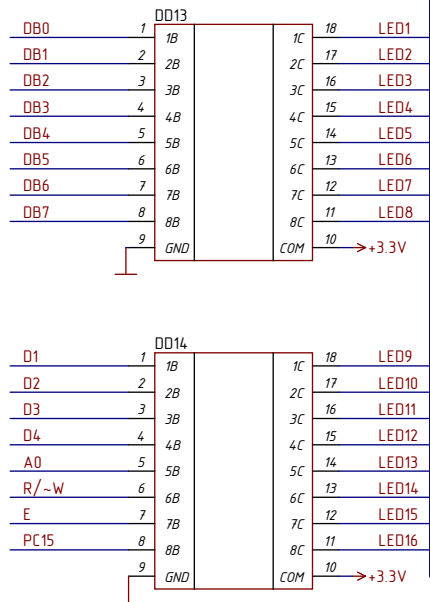 DD13
DB0 1 1B 1C 18 LED1
DB1 2 2B 2C 17 LED2
DB2 3 3B 3C 16 LED3
DB3 4 4B 4C 15 LED4
DB4 5 5B 5C 14 LED5
DB5 6 6B 6C 13 LED6
DB6 7 7B 7C 12 LED7
DB7 8 8B 8C 11 LED8
9 GND COM 10 +3.3V
DD14
D1 1 1B 1C 18 LED9
D2 2 2B 2C 17 LED10
D3 3 3B 3C 16 LED11
D4 4 4B 4C 15 LED12
A0 5 5B 5C 14 LED13
R/~W 6 6B 6C 13 LED14
E 7 7B 7C 12 LED15
PC15 8 8B 8C 11 LED16
9 GND COM 10 +3.3V